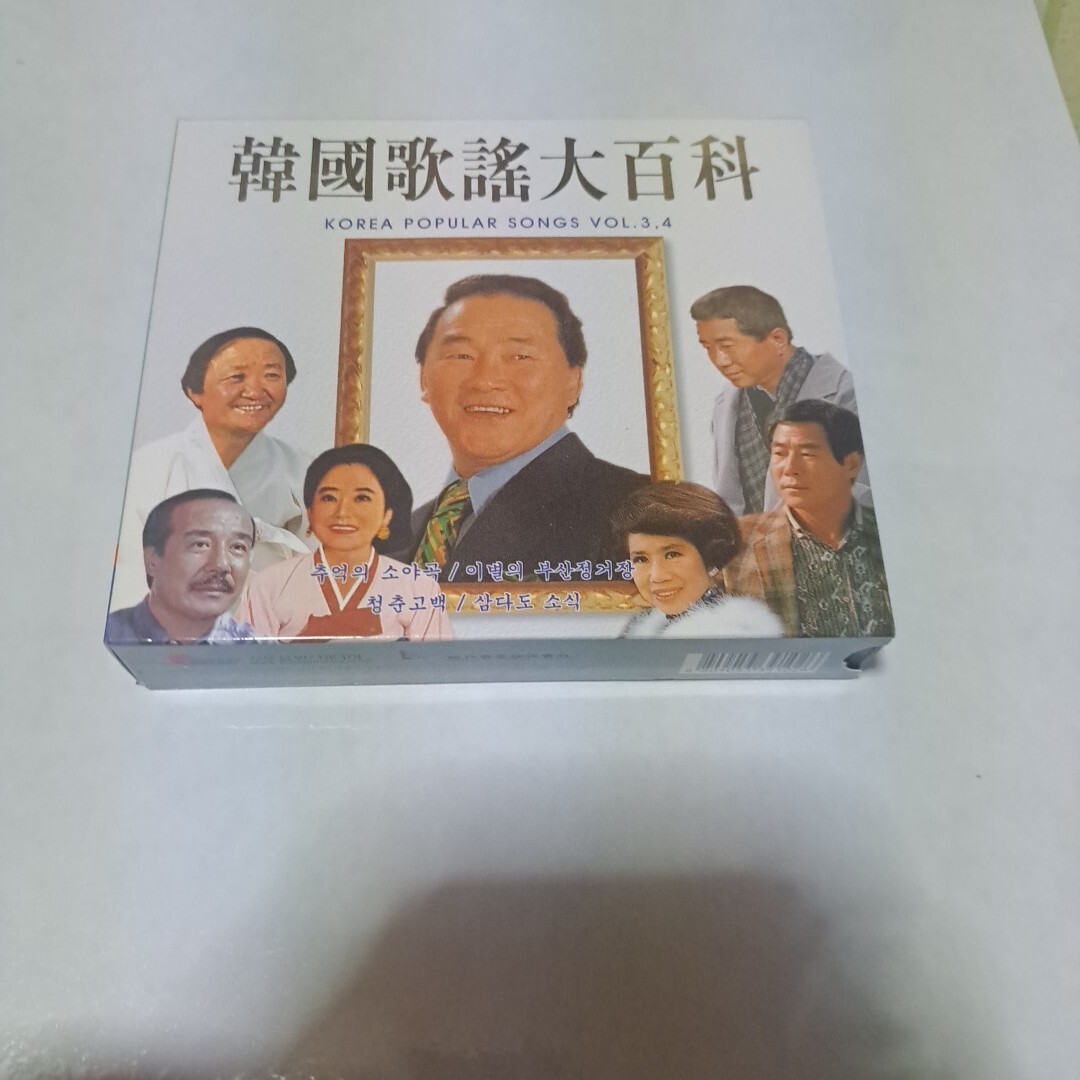 韓國歌謠大百科
KOREA POPULAR SONGS VOL.3,4
추억의 소야곡 / 이별의 부산정거장
청춘고백 / 삼다도 소식